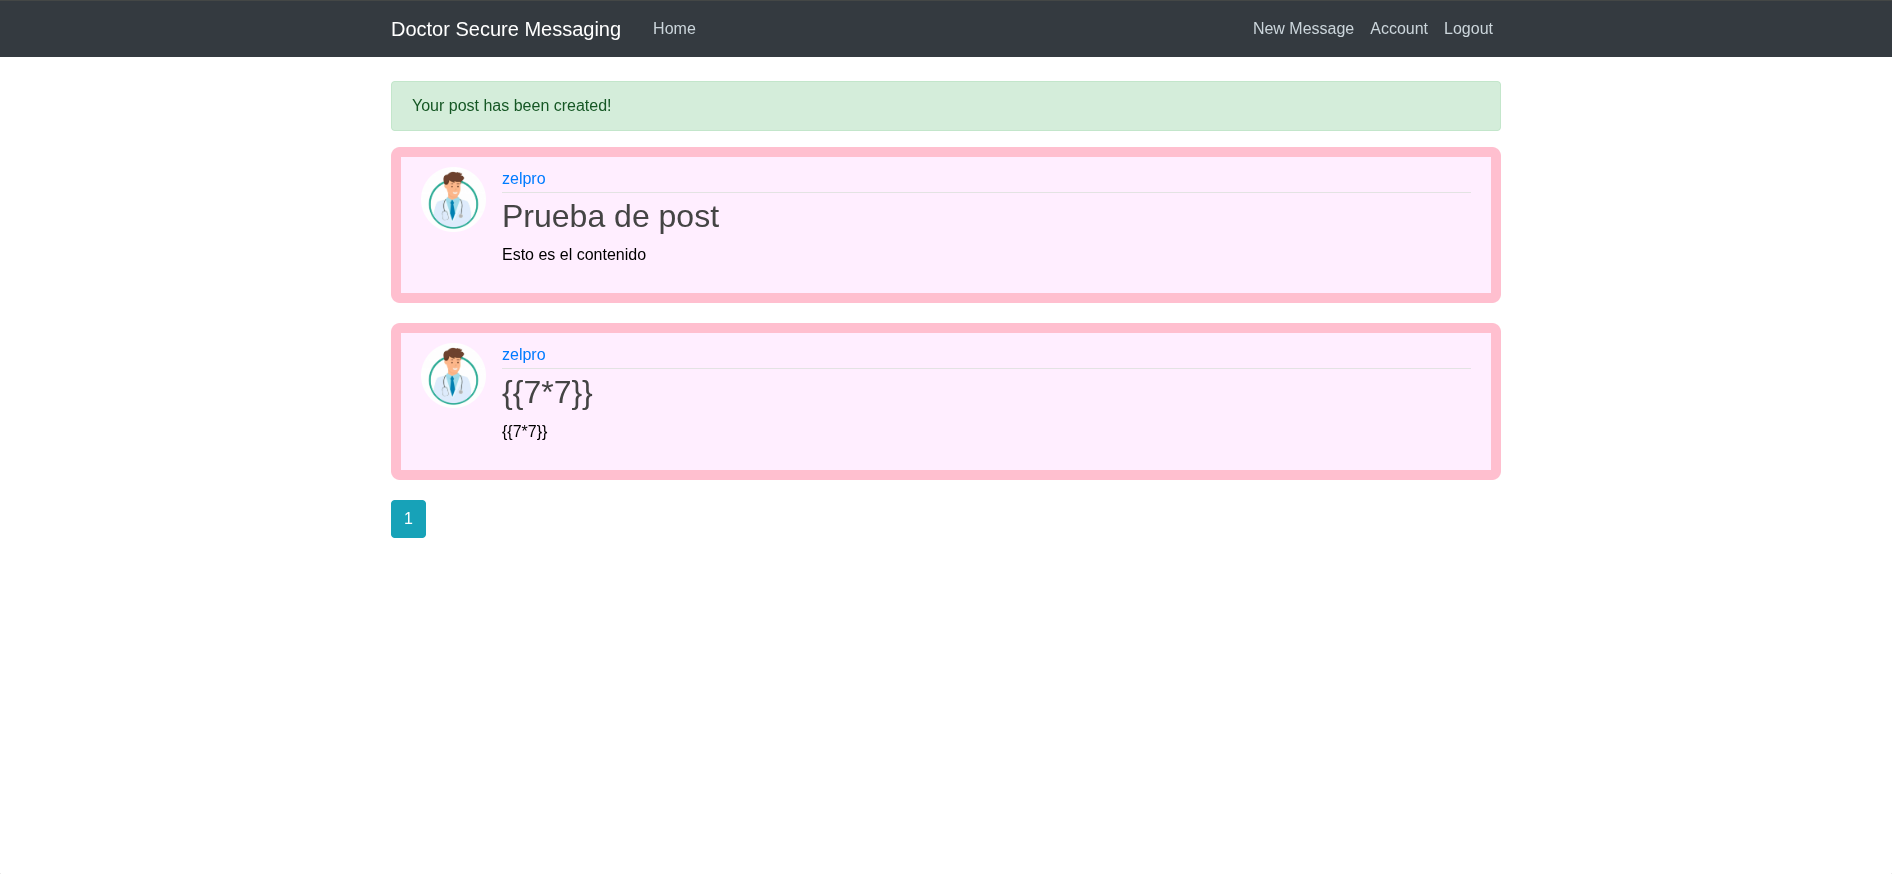 Doctor Secure Messaging Home New Message Account Logout
Your post has been created!
zelpro
Prueba de post
Esto es el contenido
zelpro
{{7*7}}
{{7*7}}
1